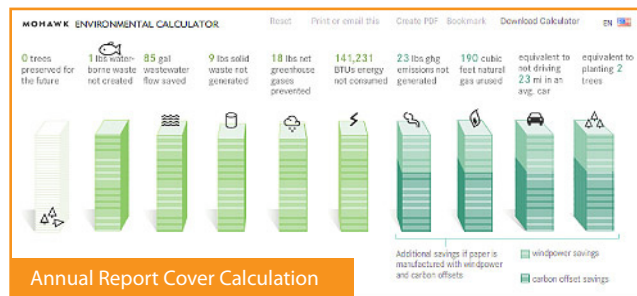 MOHAWK ENVIRONMENTAL CALCULATOR
Reset Print or email this Create PDF Bookmark Download Calculator EN
0 trees
preserved for
the future
1 lbs water-
borne waste
not created
85 gal
wastewater
flow saved
9 lbs solid
waste not
generated
18 lbs net
greenhouse
gases
prevented
141,231
BTUs energy
not consumed
23 lbs ghg
emissions not
generated
190 cubic
feet natural
gas unused
equivalent to
not driving
23 mi in an
avg. car
equivalent to
planting 2
trees
Additional savings if paper is
manufactured with windpower
and carbon offsets
windpower savings
carbon offset savings
Annual Report Cover Calculation